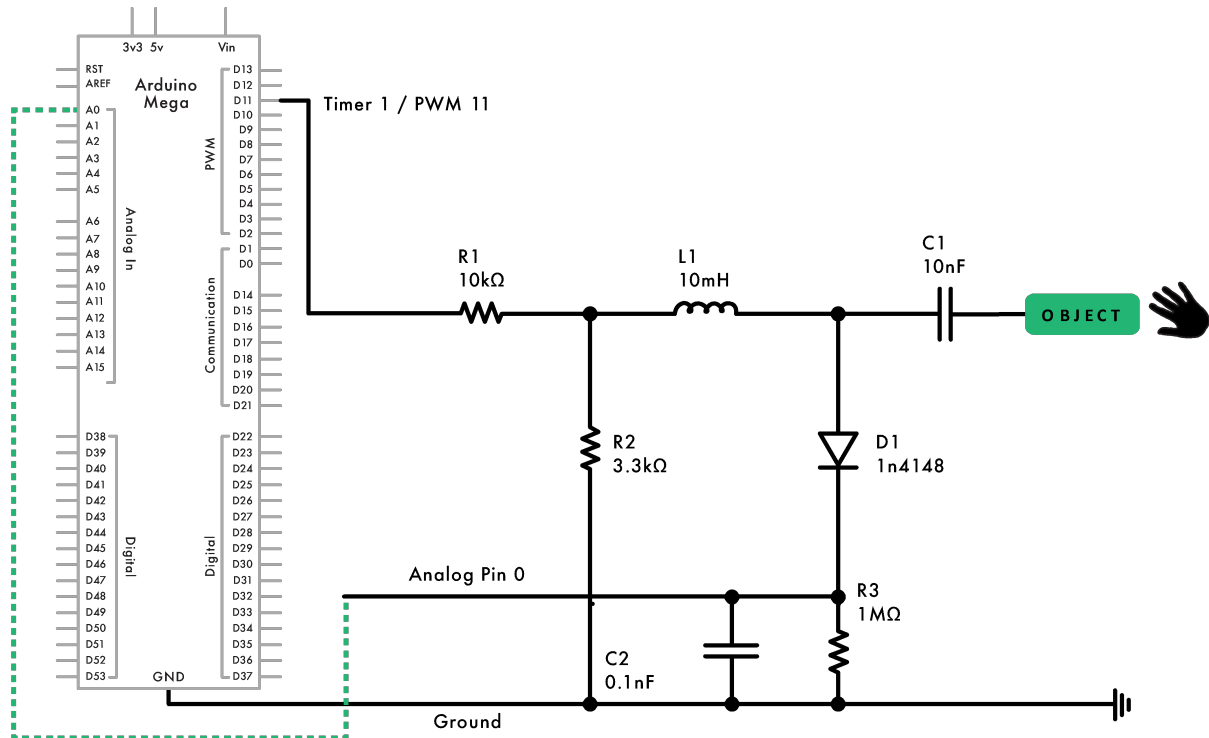 3v3 5v Vin
Arduino
Mega
RST
AREF
A0
A1
A2
A3
A4
A5
A6
A7
A8
A9
A10
A11
A12
A13
A14
A15
Analog In
D38
D39
D40
D41
D42
D43
D44
D45
D46
D47
D48
D49
D50
D51
D52
D53
Digital
D13
D12
D11
D10
D9
D8
D7
D6
D5
D4
D3
D2
PWM
D1
D0
D14
D15
D16
D17
D18
D19
D20
D21
Communication
D22
D23
D24
D25
D26
D27
D28
D29
D30
D31
D32
D33
D34
D35
D36
D37
Digital
GND
Timer 1 / PWM 11
R1
10kΩ
L1
10mH
C1
10nF
OBJECT
R2
3.3kΩ
D1
1n4148
Analog Pin 0
R3
1MΩ
C2
0.1nF
Ground